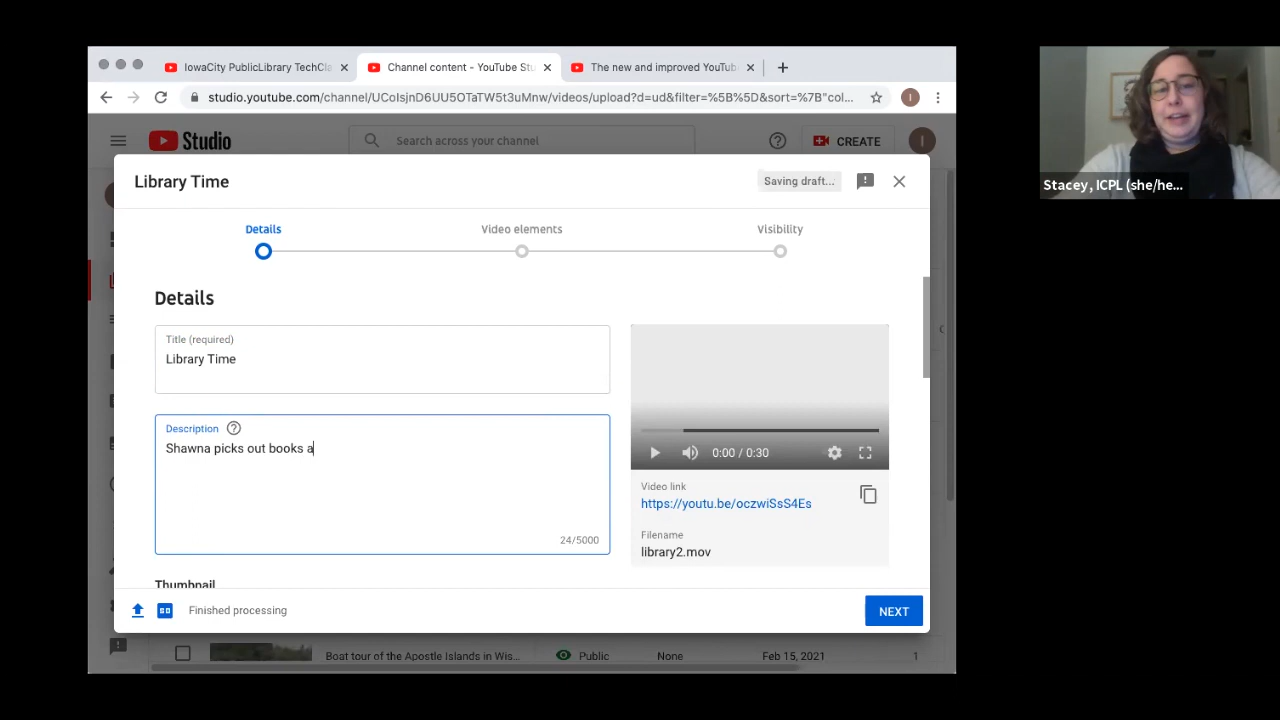 IowaCity PublicLibrary TechCla
Channel content - YouTube Stu
The new and improved YouTub
studio.youtube.com/channel/UCoIsjnD6UU5OTaTW5t3uMnw/videos/upload?d=ud&filter=%5B%5D&sort=%7B"col...
Studio
Search across your channel
CREATE
I
Library Time
Saving draft...
Stacey, ICPL (she/he...
Details
Video elements
Visibility
Details
Title (required)
Library Time
Description
Shawna picks out books a
24/5000
0:00 / 0:30
Video link
https://youtu.be/oczwiSsS4Es
Filename
library2.mov
Thumbnail
Finished processing
NEXT
Boat tour of the Apostle Islands in Wis...
Public
None
Feb 15, 2021
1